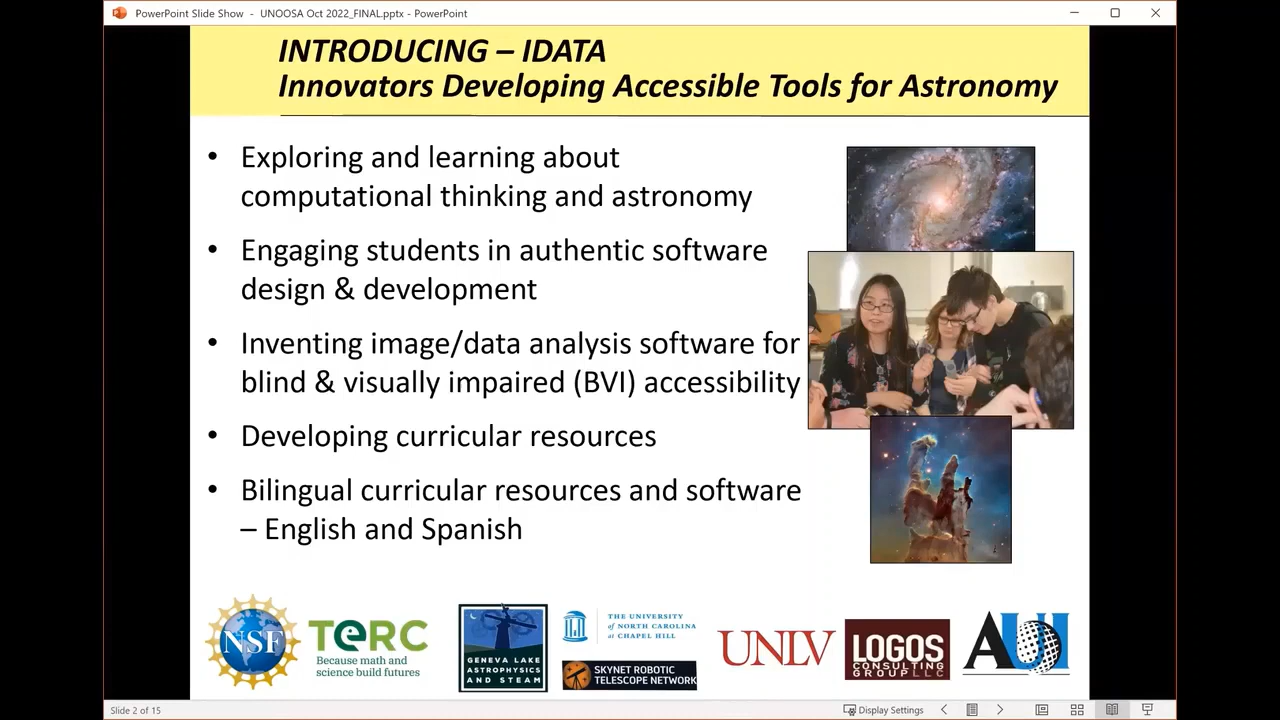 PowerPoint Slide Show - UNOOSA Oct 2022_FINAL.pptx - PowerPoint
INTRODUCING – IDATA
Innovators Developing Accessible Tools for Astronomy
• Exploring and learning about
computational thinking and astronomy
• Engaging students in authentic software
design & development
• Inventing image/data analysis software for
blind & visually impaired (BVI) accessibility
• Developing curricular resources
• Bilingual curricular resources and software
– English and Spanish
NSF
TERC
Because math and
science build futures
GENEVA LAKE
ASTROPHYSICS
AND STEAM
THE UNIVERSITY
of NORTH CAROLINA
at CHAPEL HILL
SKYNET ROBOTIC
TELESCOPE NETWORK
UNLV
LOGOS
CONSULTING
GROUP LLC
AUI
Slide 2 of 15
Display Settings